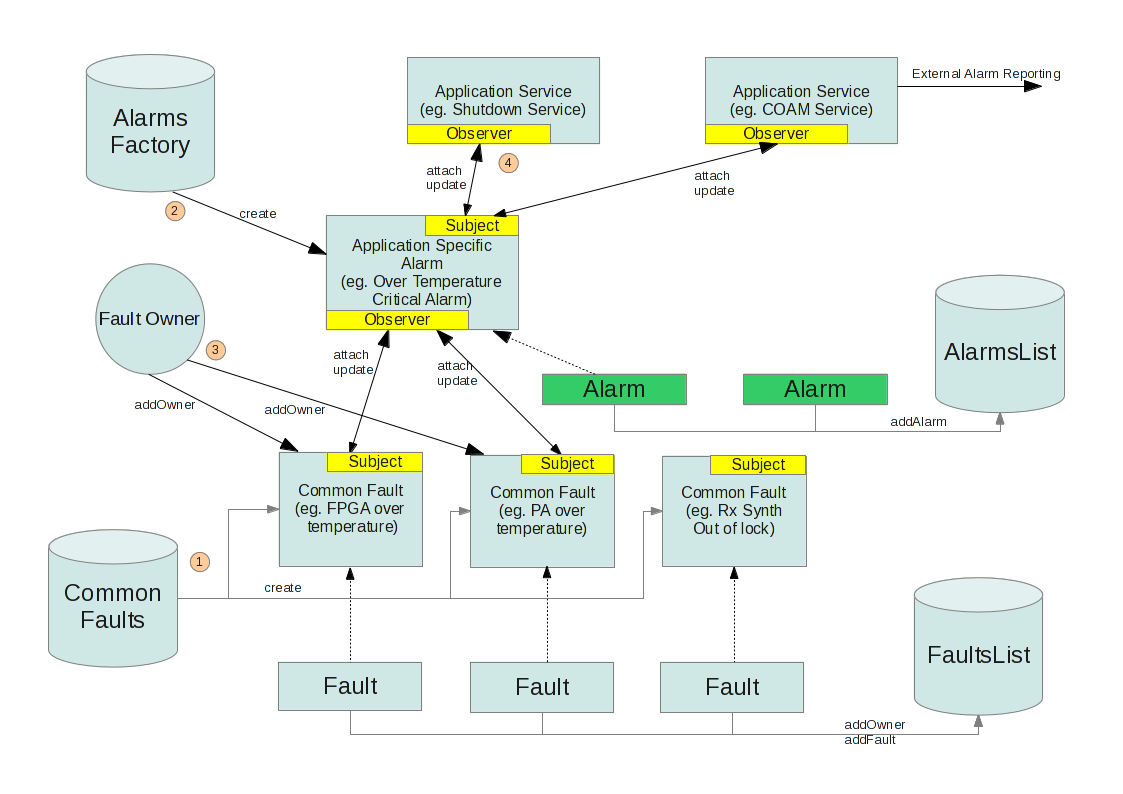 External Alarm Reporting
Alarms
Factory
Application Service
(eg. Shutdown Service)
Observer
Application Service
(eg. COAM Service)
Observer
4
attach
update
attach
update
2
create
Subject
Application Specific
Alarm
(eg. Over Temperature
Critical Alarm)
Observer
Fault Owner
3
AlarmsList
attach
update
attach
update
Alarm
Alarm
addOwner
addOwner
addAlarm
Subject
Common Fault
(eg. FPGA over
temperature)
Subject
Common Fault
(eg. PA over
temperature)
Subject
Common Fault
(eg. Rx Synth
Out of lock)
1
Common
Faults
create
FaultsList
Fault
Fault
Fault
addOwner
addFault